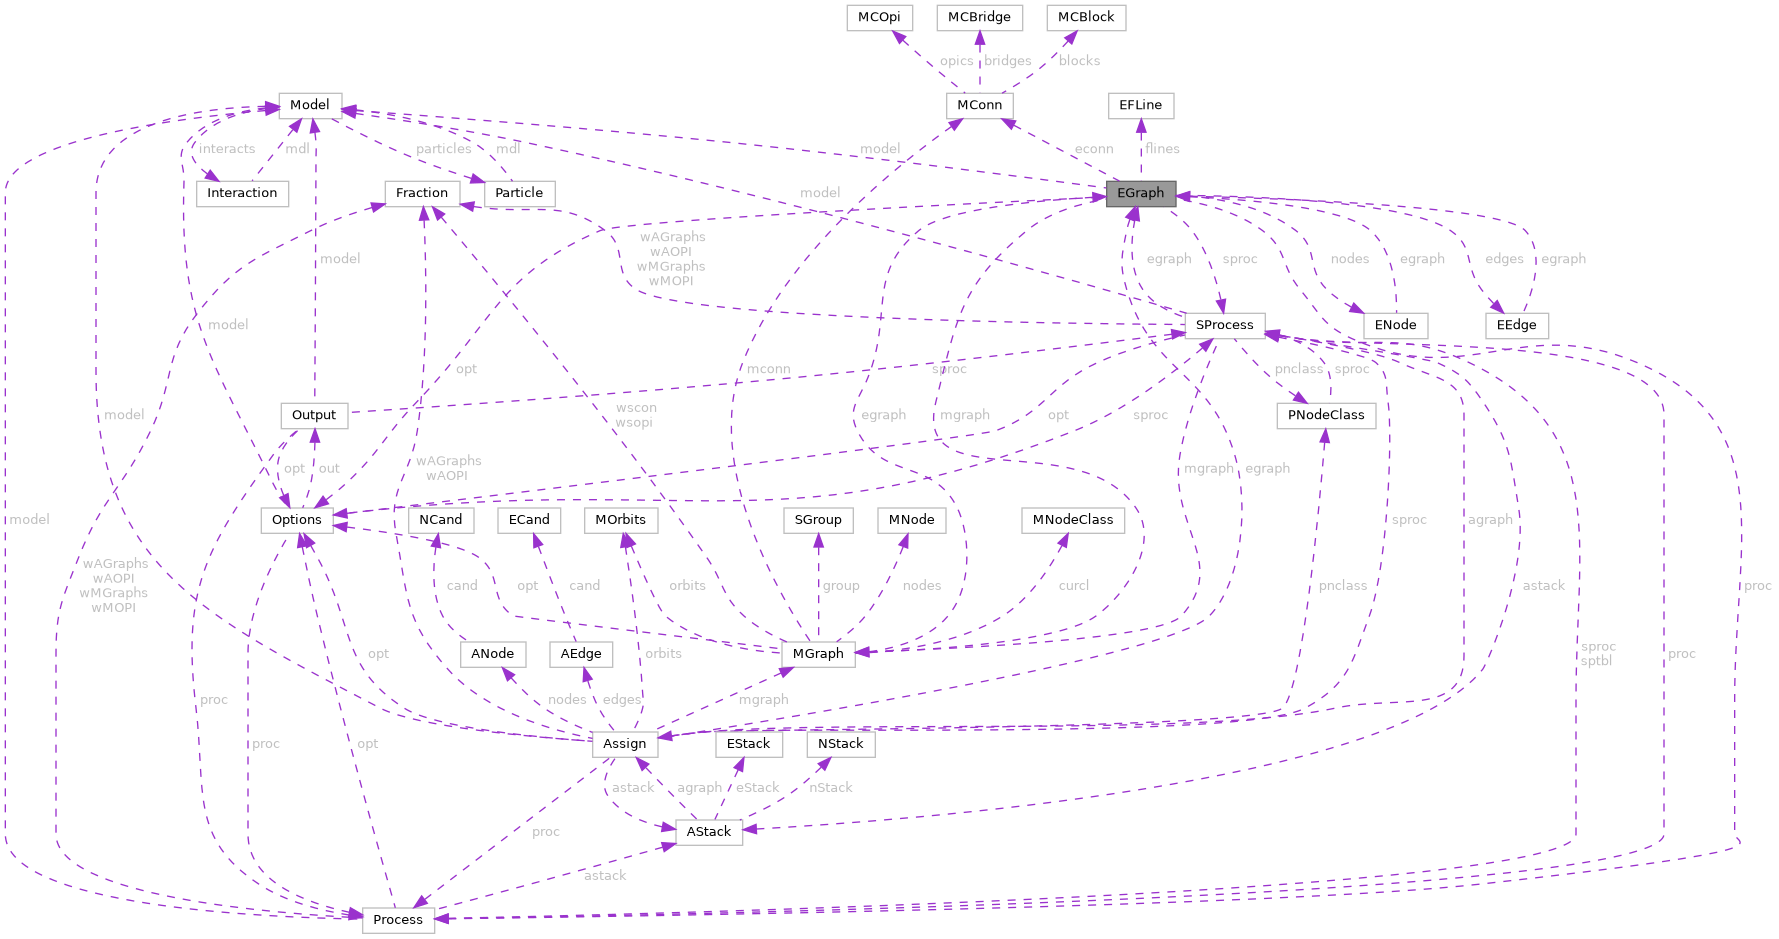 MCOpi
MCBridge
MCBlock
opics
bridges
blocks
Model
MConn
EFLine
interacts
mdl
particles
mdl
model
econn
flines
Interaction
Fraction
Particle
EGraph
model
wAGraphs
wAOPI
wMGraphs
wMOPI
model
egraph
sproc
nodes
egraph
edges
egraph
model
SProcess
ENode
EEdge
opt
mconn
sproc
pnclass
sproc
model
Output
wscon
wsopi
egraph
mgraph
opt
sproc
PNodeClass
opt
out
wAGraphs
wAOPI
mgraph
egraph
model
Options
NCand
ECand
MOrbits
SGroup
MNode
MNodeClass
sproc
agraph
wAGraphs
wAOPI
wMGraphs
wMOPI
cand
opt
cand
orbits
group
nodes
curcl
pnclass
astack
proc
opt
ANode
AEdge
orbits
MGraph
sproc
sptbl
proc
proc
nodes
edges
mgraph
proc
opt
Assign
EStack
NStack
astack
agraph
eStack
nStack
proc
AStack
astack
Process